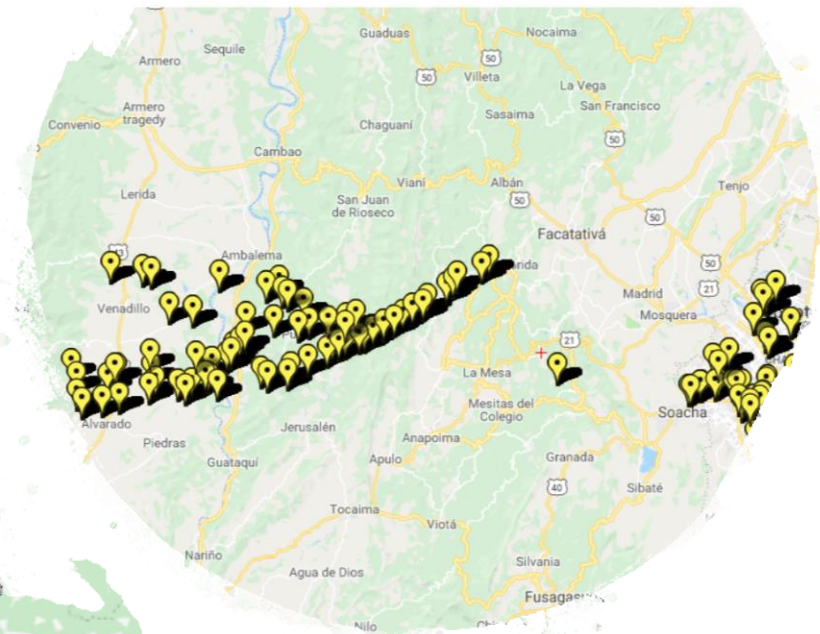 Guaduas
Nocaima
Sequile
Armero
50
Villeta
50
La Vega
San Francisco
Armero
tragedy
Sasaima
Convenio
Chaguaní
50
Cambao
Vianí
Albán
Tenjo
Lerida
San Juan
de Rioseco
50
50
Facatativá
Ambalema
50
21
Madrid
Venadillo
Mosquera
21
La Mesa
Mesitas del
Colegio
Soacha
Alvarado
Jerusalén
Piedras
Anapoima
Guataquí
Apulo
Granada
40
Sibaté
Tocaima
Viotá
Nariño
Silvania
Agua de Dios
Nilo